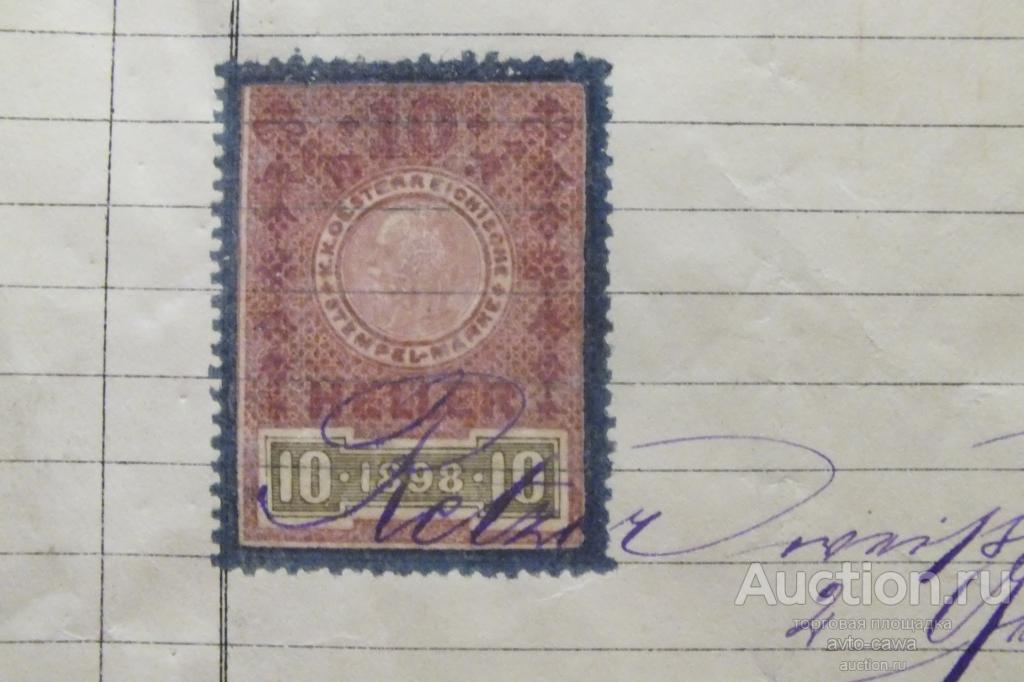 10
K.K.OESTERREICHISCHE
STEMPEL-MARKE
HELLER
10 · 1898 · 10
Auction.ru
торговая площадка
avto-cawa
auction.ru